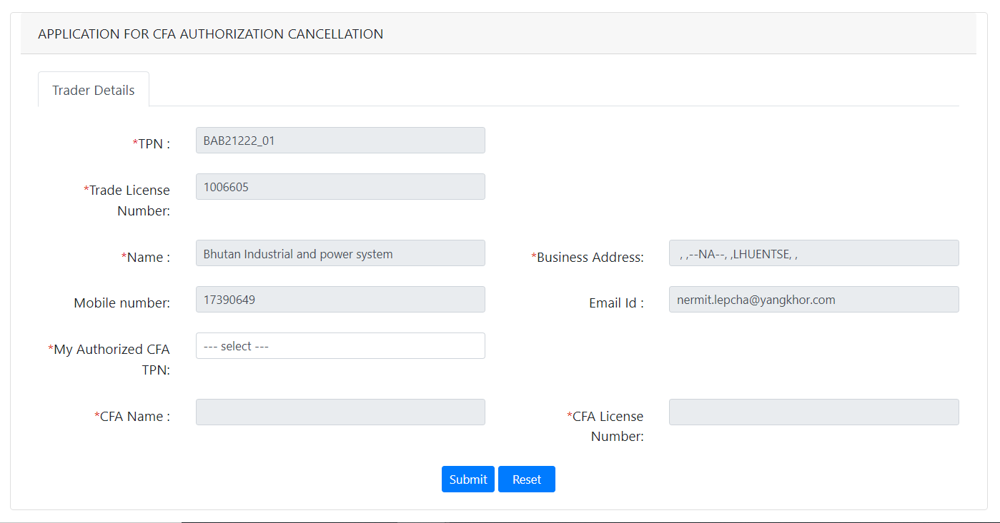 APPLICATION FOR CFA AUTHORIZATION CANCELLATION
Trader Details
*TPN : BAB21222_01
*Trade License 1006605
Number:
*Name : Bhutan Industrial and power system *Business Address: , ,--NA--, ,LHUENTSE, ,
Mobile number: 17390649 Email Id : nermit.lepcha@yangkhor.com
*My Authorized CFA --- select ---
TPN:
*CFA Name : *CFA License
Number:
Submit Reset